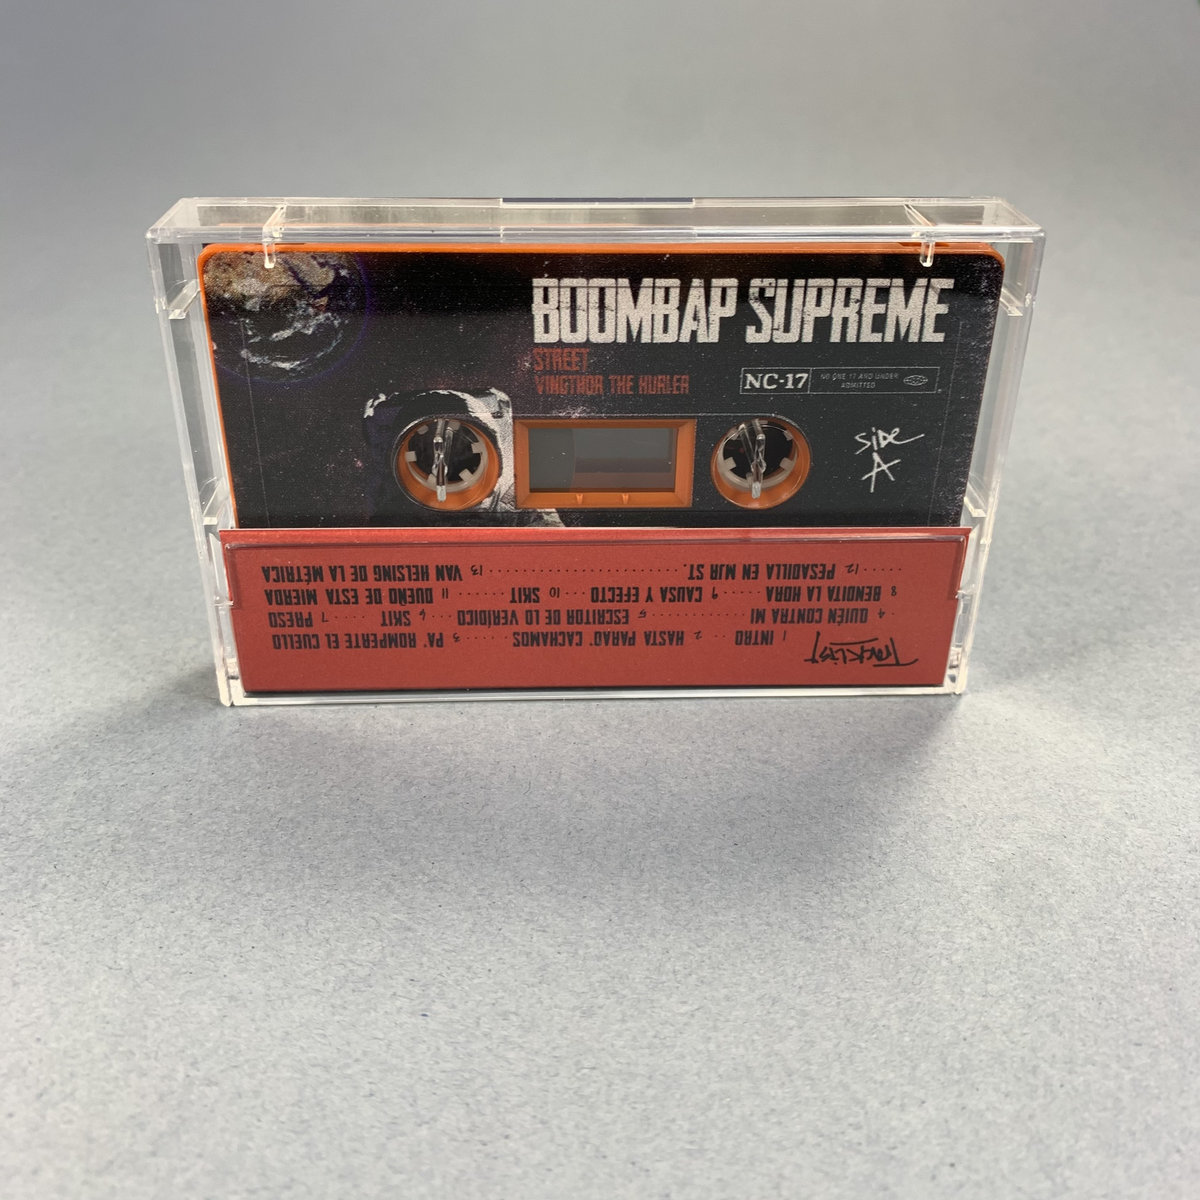 BOOMBAP SUPREME
STREET
VINGTHOR THE HURLER
NC-17
NO ONE 17 AND UNDER
ADMITTED
SIDE
A
TRACKLIST
1 INTRO ··· 2 HASTA PARAO' CACHAMOS ······ 3 PA' ROMPERTE EL CUELLO
4 QUIÉN CONTRA MI ············ 5 ESCRITOR DE LO VERÍDICO ···· 6 SKIT ······ 7 PRESO
8 BENDITA LA HORA ······ 9 CAUSA Y EFECTO ···· 10 SKIT ········ 11 DUEÑO DE ESTA MIERDA
····· 12 PESADILLA EN MJR ST. ························ 13 VAN HELSING DE LA MÉTRICA